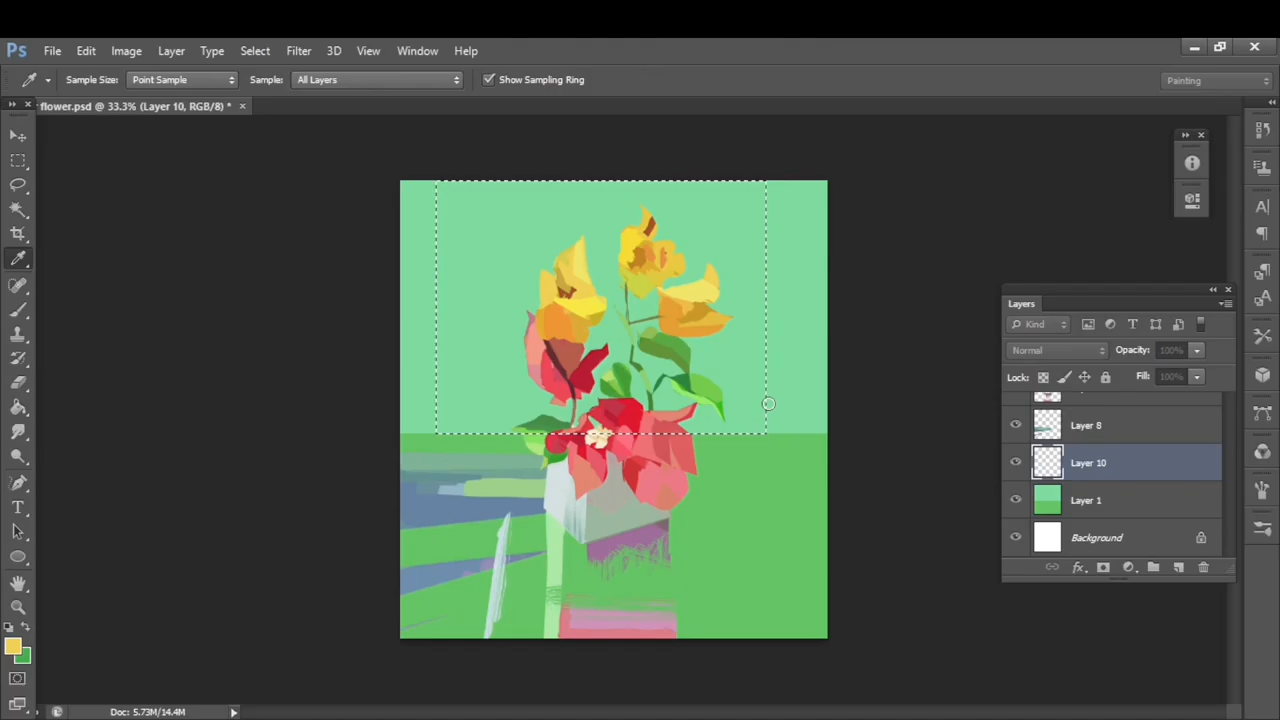 Ps File Edit Image Layer Type Select Filter 3D View Window Help
Sample Size: Point Sample Sample: All Layers Show Sampling Ring Painting
flower.psd @ 33.3% (Layer 10, RGB/8) *
Layers
Kind
Normal Opacity: 100%
Lock: Fill: 100%
Layer 8
Layer 10
Layer 1
Background
Doc: 5.73M/14.4M